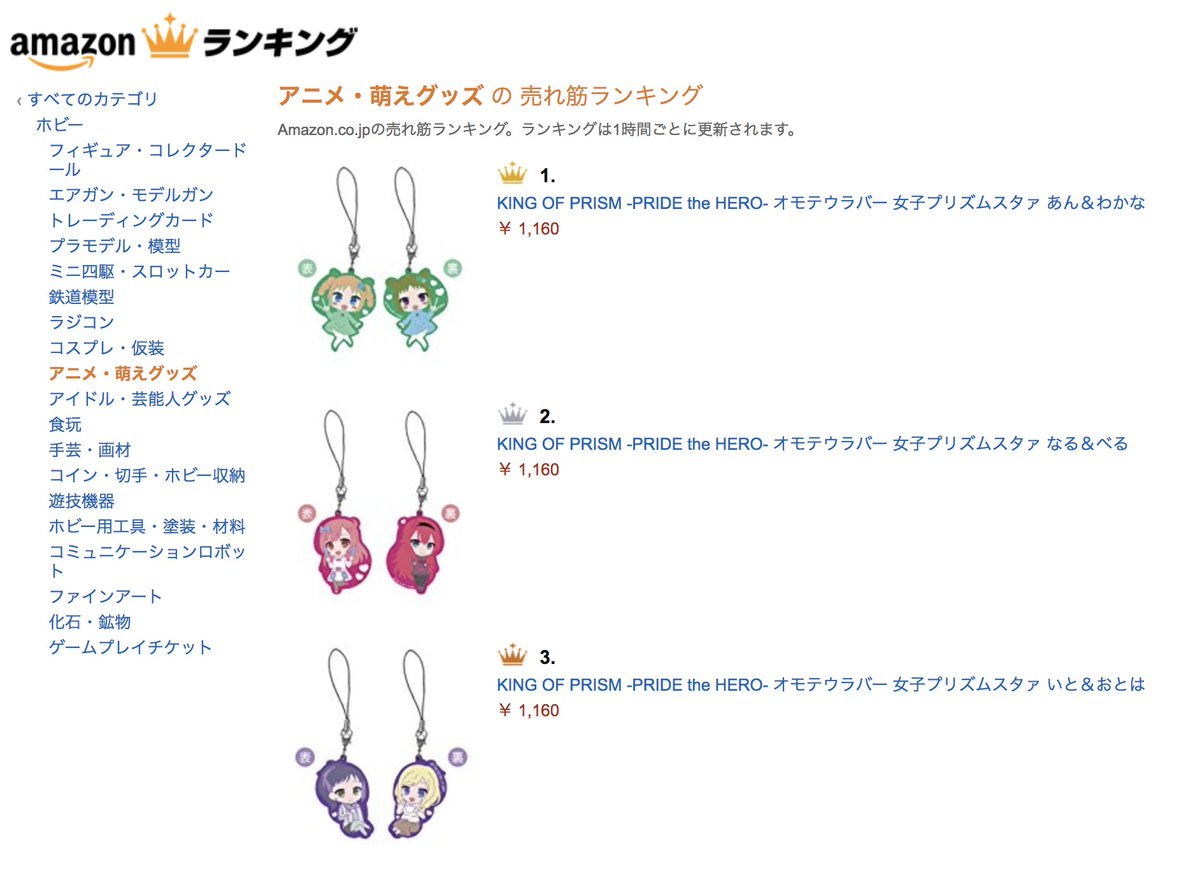 amazon ランキング
‹ すべてのカテゴリ
ホビー
フィギュア・コレクタード
ール
エアガン・モデルガン
トレーディングカード
プラモデル・模型
ミニ四駆・スロットカー
鉄道模型
ラジコン
コスプレ・仮装
アニメ・萌えグッズ
アイドル・芸能人グッズ
食玩
手芸・画材
コイン・切手・ホビー収納
遊技機器
ホビー用工具・塗装・材料
コミュニケーションロボッ
ト
ファインアート
化石・鉱物
ゲームプレイチケット
アニメ・萌えグッズ の 売れ筋ランキング
Amazon.co.jpの売れ筋ランキング。ランキングは1時間ごとに更新されます。
表 裏
1.
KING OF PRISM -PRIDE the HERO- オモテウラバー 女子プリズムスタァ あん＆わかな
￥ 1,160
表 裏
2.
KING OF PRISM -PRIDE the HERO- オモテウラバー 女子プリズムスタァ なる＆べる
￥ 1,160
表 裏
3.
KING OF PRISM -PRIDE the HERO- オモテウラバー 女子プリズムスタァ いと＆おとは
￥ 1,160